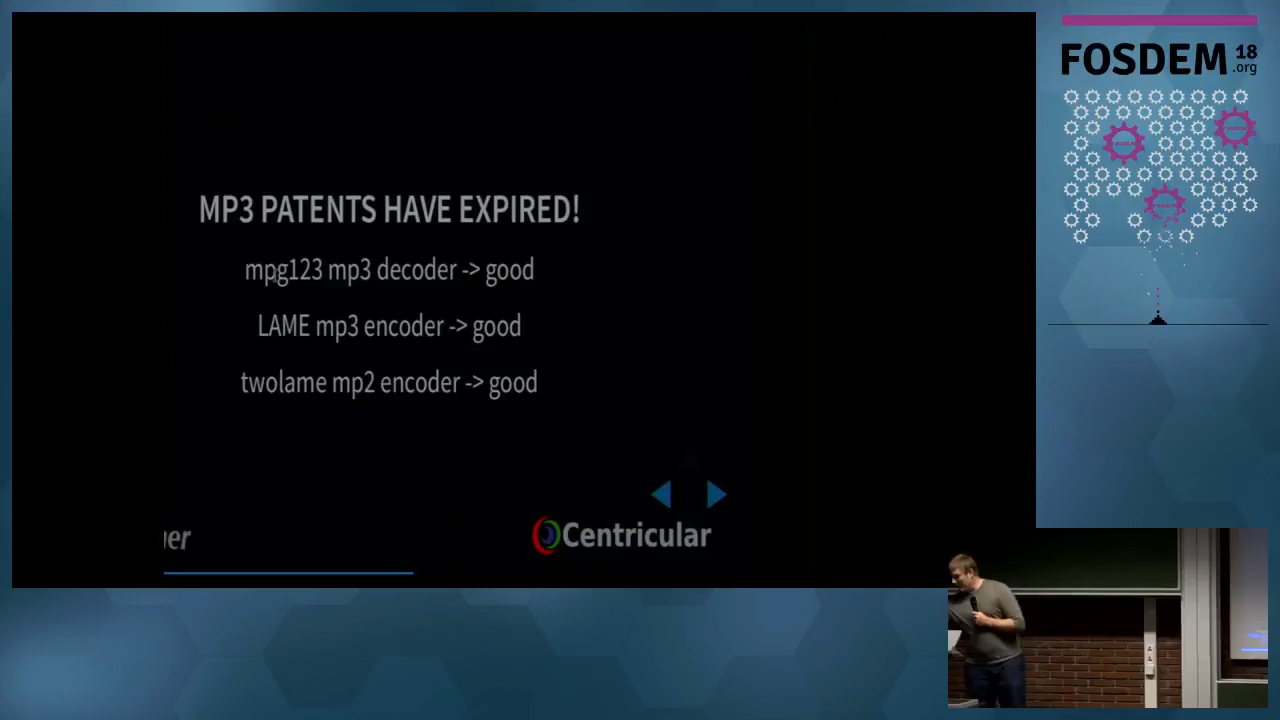 MP3 PATENTS HAVE EXPIRED!
mpg123 mp3 decoder -> good
LAME mp3 encoder -> good
twolame mp2 encoder -> good
Centricular
FOSDEM 18
.org